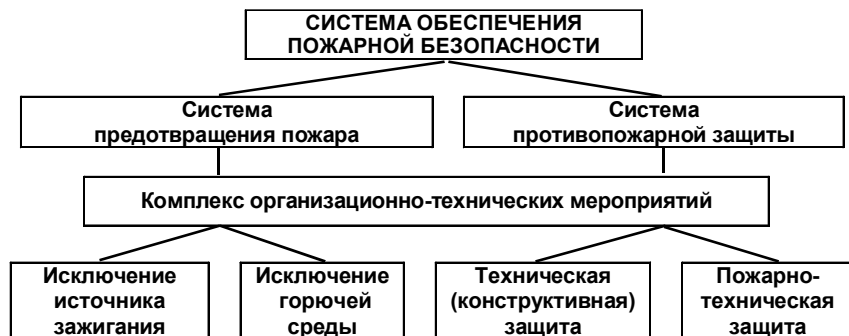 СИСТЕМА ОБЕСПЕЧЕНИЯ
ПОЖАРНОЙ БЕЗОПАСНОСТИ
Система
предотвращения пожара
Система
противопожарной защиты
Комплекс организационно-технических мероприятий
Исключение
источника
зажигания
Исключение
горючей
среды
Техническая
(конструктивная)
защита
Пожарно-
техническая
защита